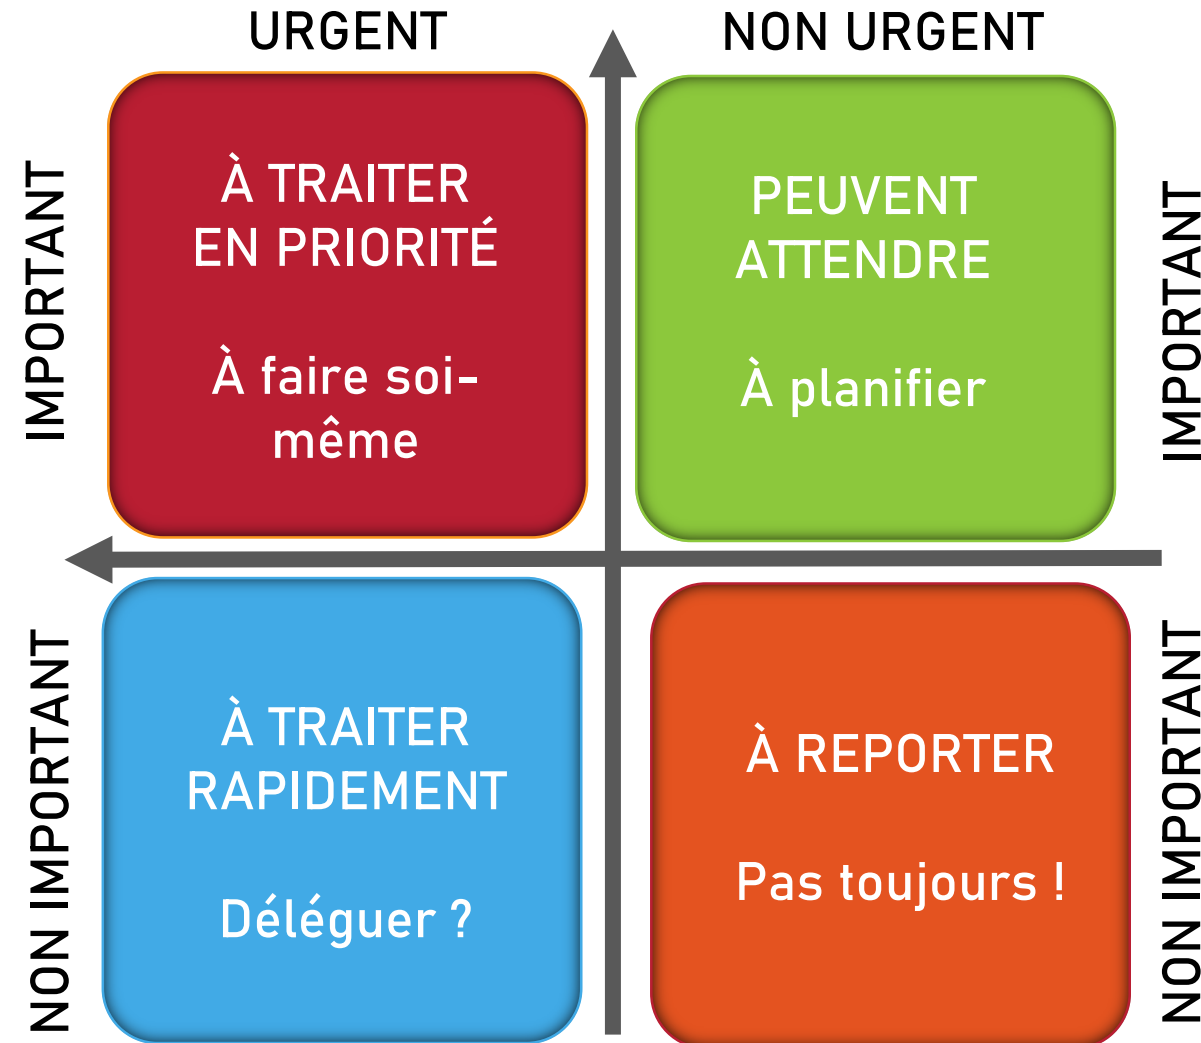 URGENT
NON URGENT
IMPORTANT
À TRAITER
EN PRIORITÉ
À faire soi-
même
PEUVENT
ATTENDRE
À planifier
IMPORTANT
NON IMPORTANT
À TRAITER
RAPIDEMENT
Déléguer ?
À REPORTER
Pas toujours !
NON IMPORTANT